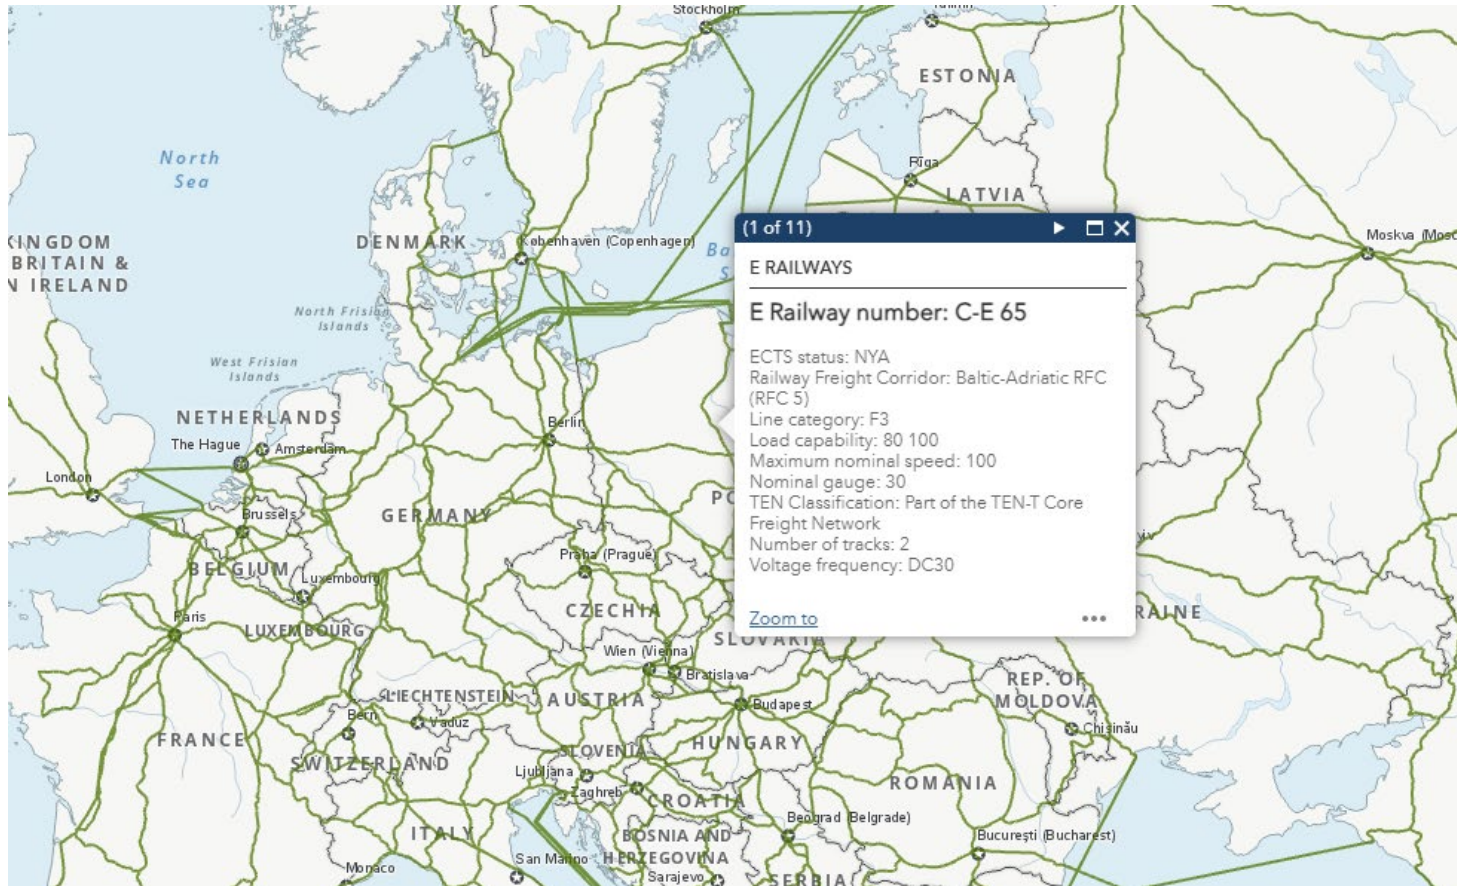 Stockholm
ESTONIA
North
Sea
Rīga
LATVIA
KINGDOM
BRITAIN &
N IRELAND
DENMARK
København (Copenhagen)
Moskva (Mosc
North Frisian
Islands
West Frisian
Islands
NETHERLANDS
The Hague
Amsterdam
Berlin
London
Brussels
GERMANY
BELGIUM
Luxembourg
Praha (Prague)
CZECHIA
Paris
LUXEMBOURG
SLOVAKIA
Wien (Vienna)
Bratislava
LIECHTENSTEIN
AUSTRIA
Budapest
Bern
Vaduz
FRANCE
SWITZERLAND
SLOVENIA
HUNGARY
Ljubljana
Zaghreb
CROATIA
ROMANIA
REP. OF
MOLDOVA
Chișinău
RAINE
ITALY
BOSNIA AND
HERZEGOVINA
Beograd (Belgrade)
București (Bucharest)
San Marino
Monaco
Sarajevo
SERBIA
(1 of 11)
E RAILWAYS
E Railway number: C-E 65
ECTS status: NYA
Railway Freight Corridor: Baltic-Adriatic RFC
(RFC 5)
Line category: F3
Load capability: 80 100
Maximum nominal speed: 100
Nominal gauge: 30
TEN Classification: Part of the TEN-T Core
Freight Network
Number of tracks: 2
Voltage frequency: DC30
Zoom to